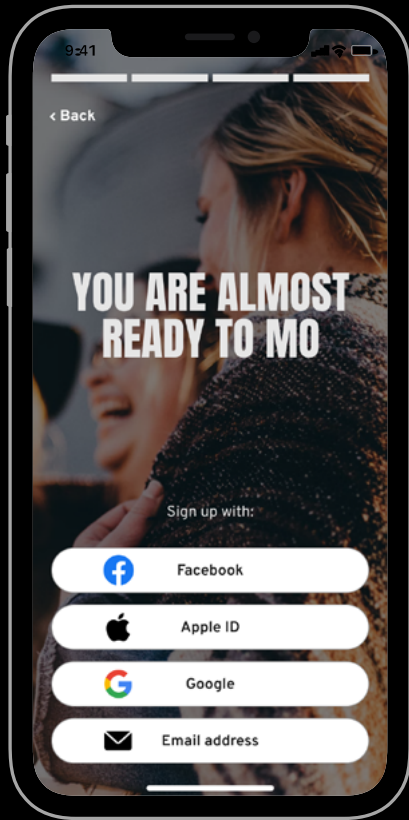 9:41
‹ Back
YOU ARE ALMOST
READY TO MO
Sign up with:
Facebook
Apple ID
Google
Email address